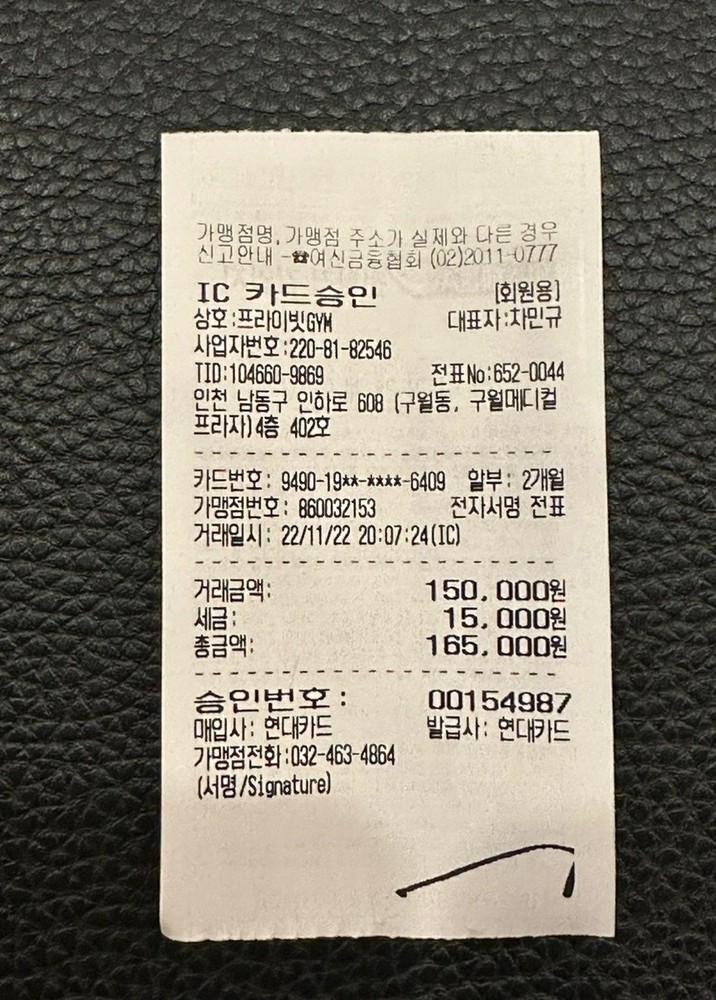 가맹점명, 가맹점 주소가 실제와 다른 경우
신고안내 -☎여신금융협회 (02)2011-0777
IC 카드승인 [회원용]
상호:프라이빗GYM 대표자:차민규
사업자번호:220-81-82546
TID:104660-9869 전표No:652-0044
인천 남동구 인하로 608 (구월동, 구월메디컬
프라자)4층 402호
카드번호: 9490-19**-****-6409 할부: 2개월
가맹점번호: 860032153 전자서명 전표
거래일시: 22/11/22 20:07:24(IC)
거래금액: 150,000원
세금: 15,000원
총금액: 165,000원
승인번호: 00154987
매입사: 현대카드 발급사: 현대카드
가맹점전화:032-463-4864
(서명/Signature)